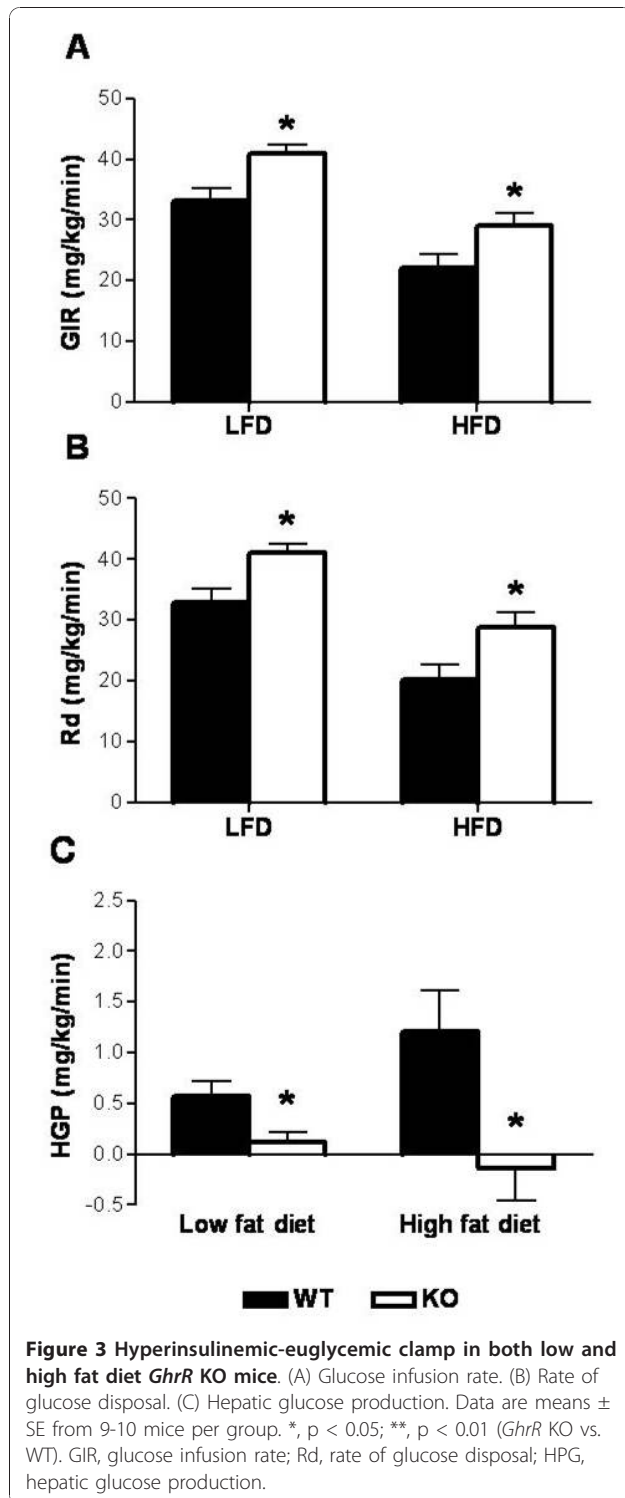 A
GIR (mg/kg/min)
50
40
30
20
10
0
*
*
LFD HFD
B
Rd (mg/kg/min)
50
40
30
20
10
0
*
*
LFD HFD
C
HGP (mg/kg/min)
2.5
2.0
1.5
1.0
0.5
0.0
-0.5
*
*
Low fat diet High fat diet
WT KO
Figure 3 Hyperinsulinemic-euglycemic clamp in both low and
high fat diet GhrR KO mice. (A) Glucose infusion rate. (B) Rate of
glucose disposal. (C) Hepatic glucose production. Data are means ±
SE from 9-10 mice per group. *, p < 0.05; **, p < 0.01 (GhrR KO vs.
WT). GIR, glucose infusion rate; Rd, rate of glucose disposal; HPG,
hepatic glucose production.